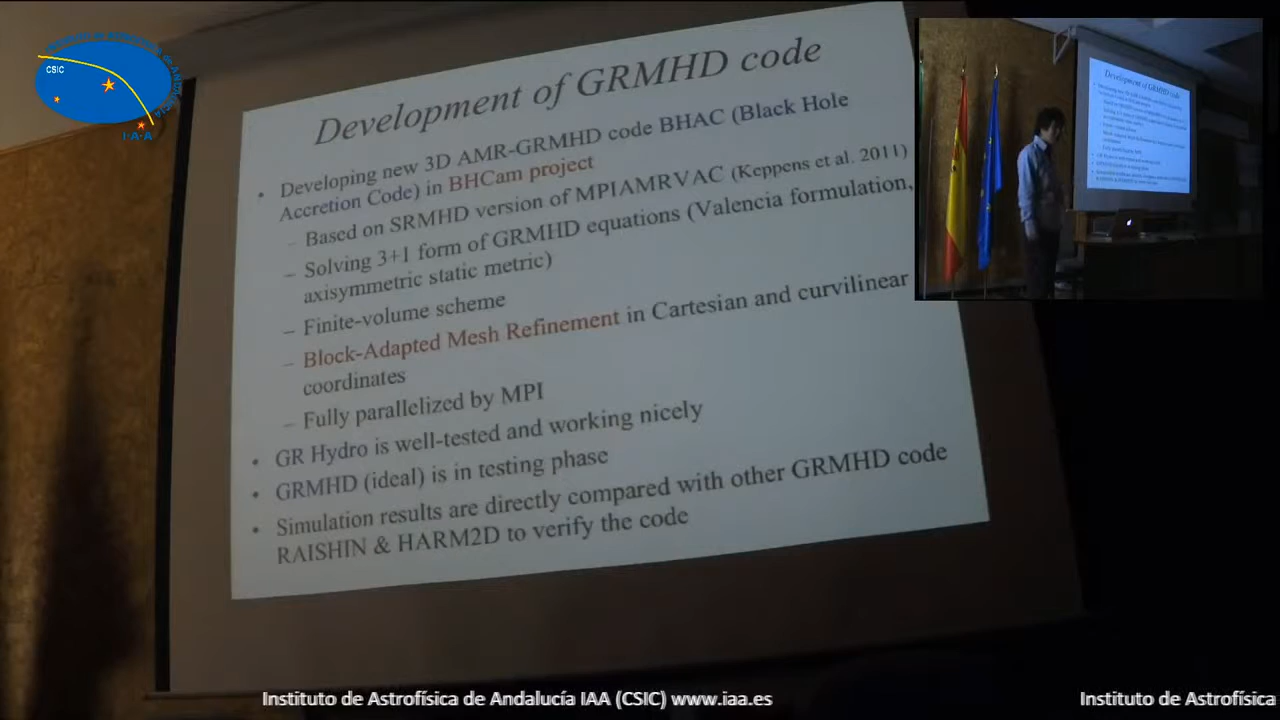 CSIC
I·A·A
Development of GRMHD code
• Developing new 3D AMR-GRMHD code BHAC (Black Hole
Accretion Code) in BHCam project
– Based on SRMHD version of MPIAMRVAC (Keppens et al. 2011)
– Solving 3+1 form of GRMHD equations (Valencia formulation,
axisymmetric static metric)
– Finite-volume scheme
– Block-Adapted Mesh Refinement in Cartesian and curvilinear
coordinates
– Fully parallelized by MPI
• GR Hydro is well-tested and working nicely
• GRMHD (ideal) is in testing phase
• Simulation results are directly compared with other GRMHD code
RAISHIN & HARM2D to verify the code
Development of GRMHD code
Instituto de Astrofísica de Andalucía IAA (CSIC) www.iaa.es
Instituto de Astrofísica